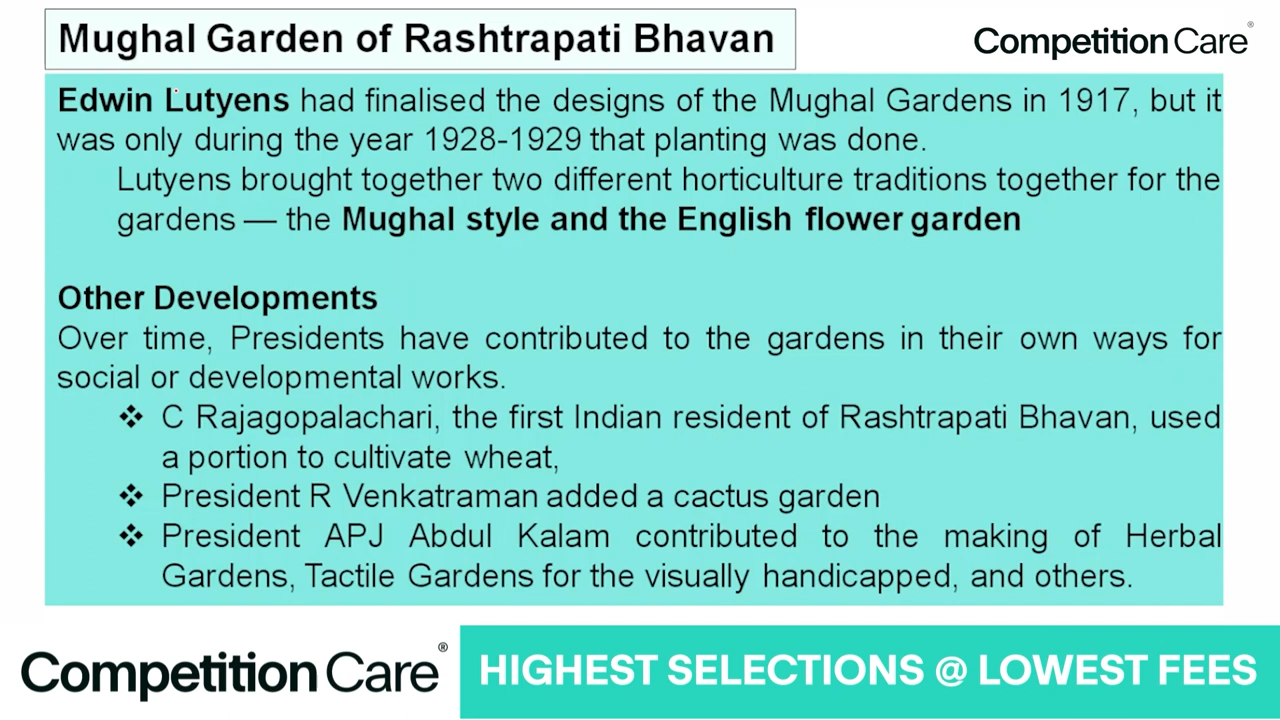 Mughal Garden of Rashtrapati Bhavan
Competition Care®
Edwin Lutyens had finalised the designs of the Mughal Gardens in 1917, but it
was only during the year 1928-1929 that planting was done.
Lutyens brought together two different horticulture traditions together for the
gardens — the Mughal style and the English flower garden
Other Developments
Over time, Presidents have contributed to the gardens in their own ways for
social or developmental works.
❖ C Rajagopalachari, the first Indian resident of Rashtrapati Bhavan, used
a portion to cultivate wheat,
❖ President R Venkatraman added a cactus garden
❖ President APJ Abdul Kalam contributed to the making of Herbal
Gardens, Tactile Gardens for the visually handicapped, and others.
Competition Care®
HIGHEST SELECTIONS @ LOWEST FEES